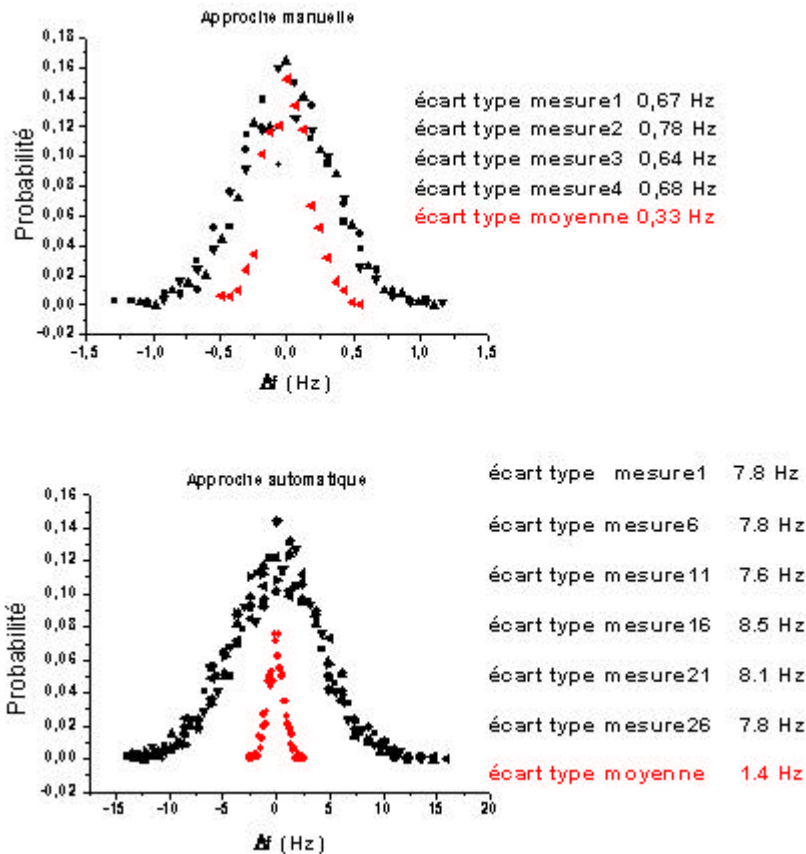 Approche manuelle
0,18
0,16
0,14
0,12
0,10
0,08
0,06
0,04
0,02
0,00
-0,02
Probabilité
-1,5 -1,0 -0,5 0,0 0,5 1,0 1,5
Δf (Hz)
écart type mesure1 0,67 Hz
écart type mesure2 0,78 Hz
écart type mesure3 0,64 Hz
écart type mesure4 0,68 Hz
écart type moyenne 0,33 Hz
Approche automatique
0,16
0,14
0,12
0,10
0,08
0,06
0,04
0,02
0,00
-0,02
Probabilité
-15 -10 -5 0 5 10 15 20
Δf (Hz)
écart type mesure1 7.8 Hz
écart type mesure6 7.8 Hz
écart type mesure11 7.6 Hz
écart type mesure16 8.5 Hz
écart type mesure21 8.1 Hz
écart type mesure26 7.8 Hz
écart type moyenne 1.4 Hz